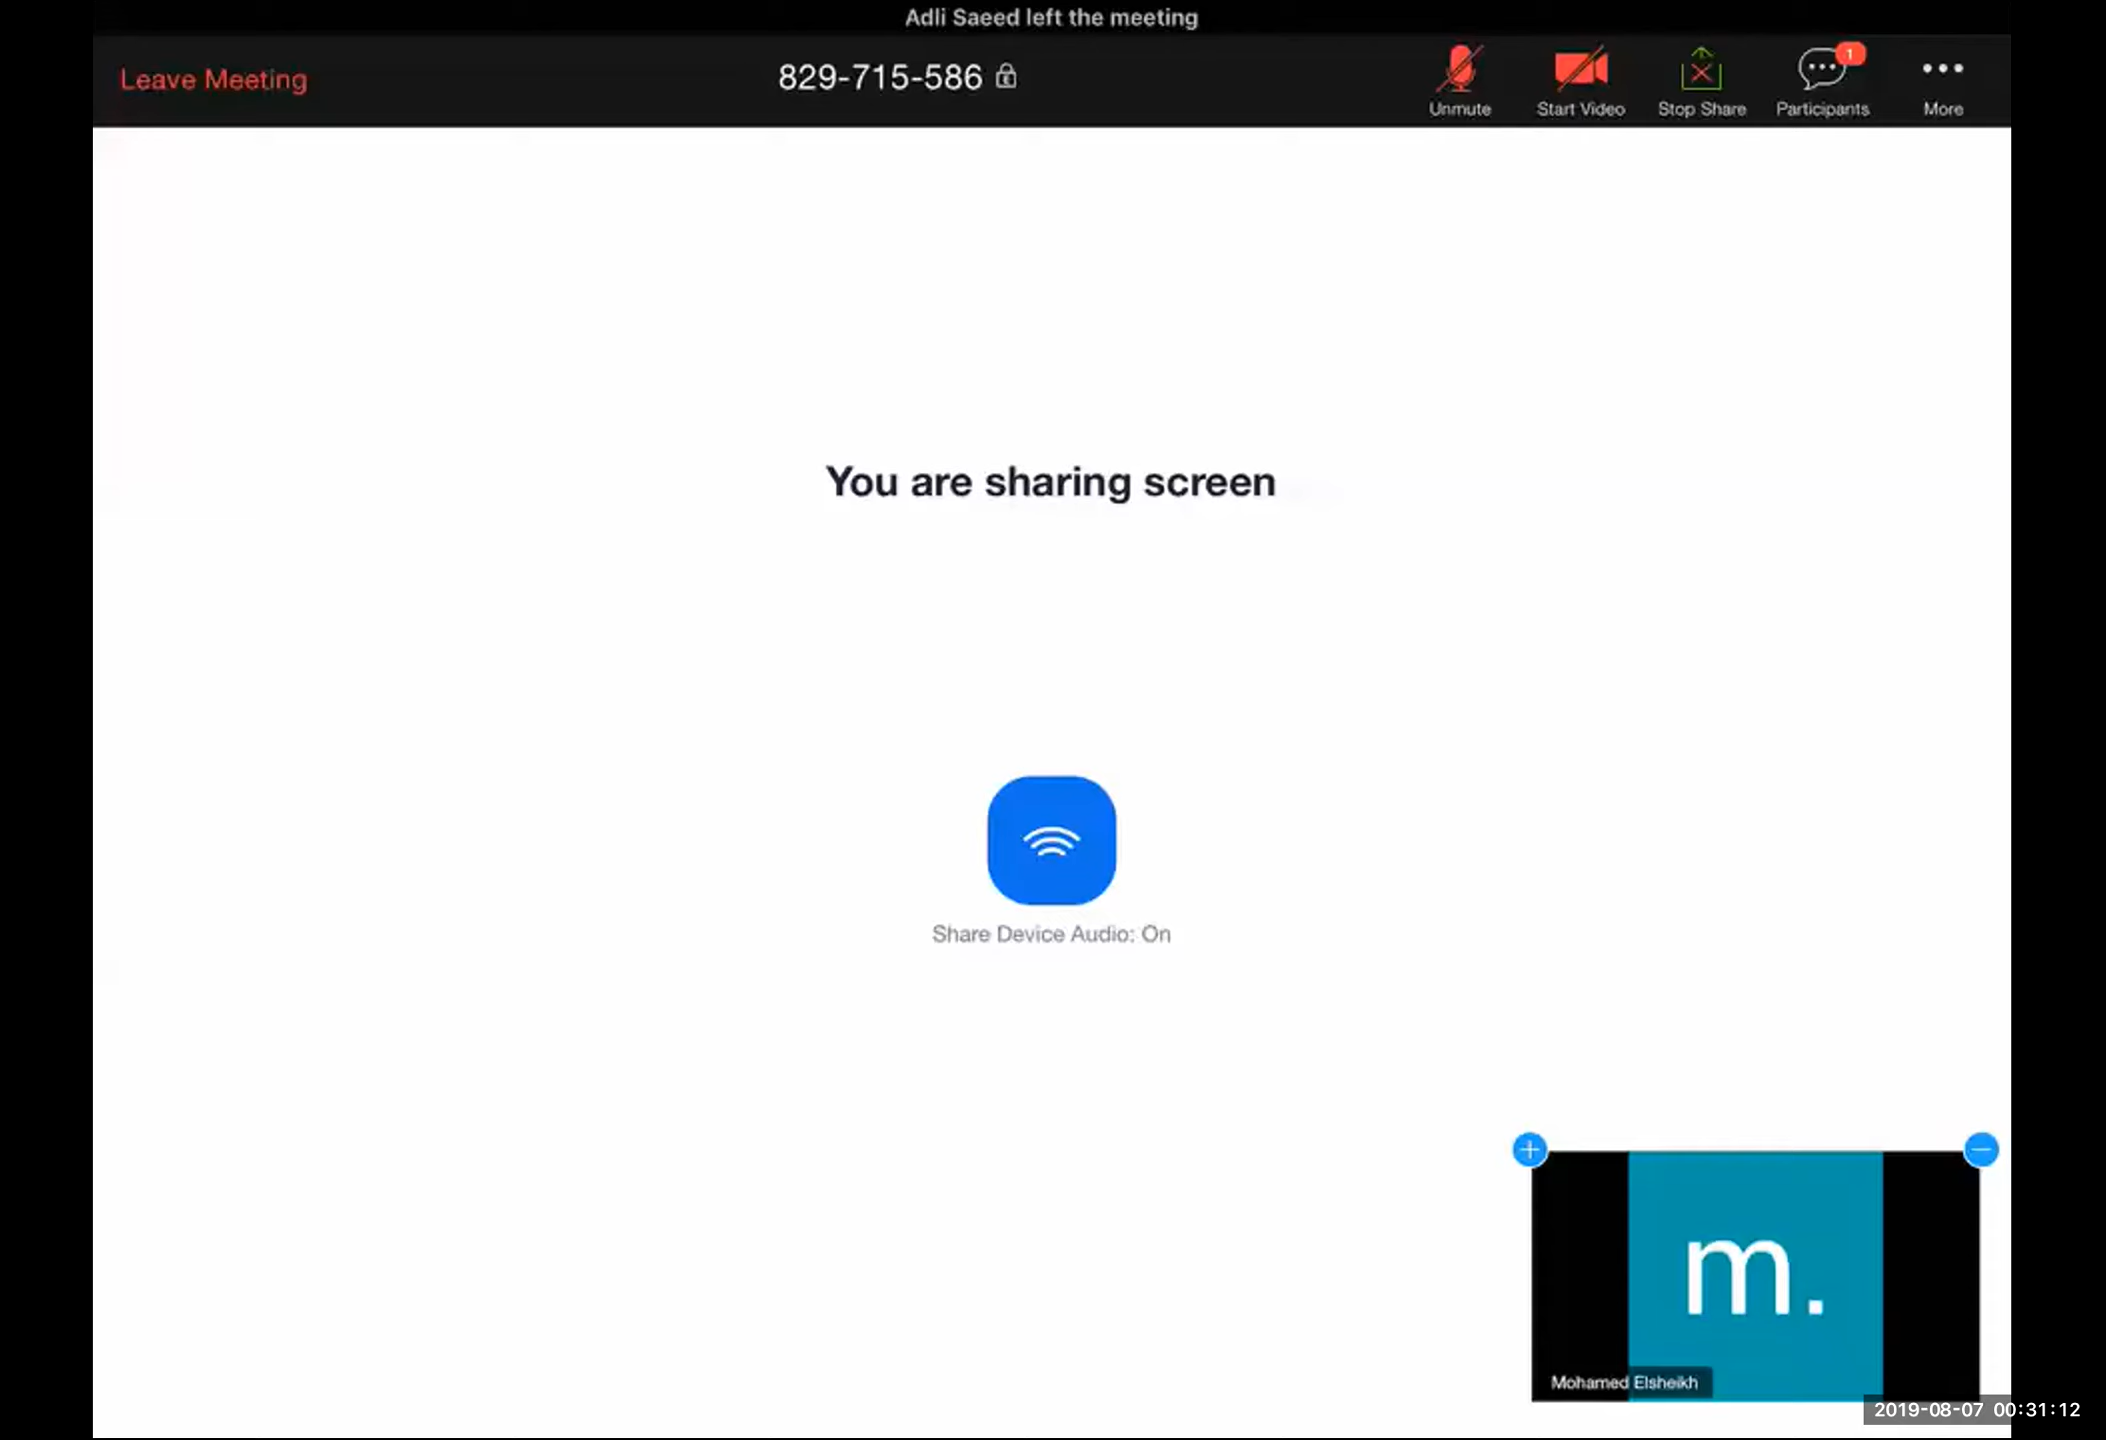 Adli Saeed left the meeting
Leave Meeting
829-715-586
Unmute
Start Video
Stop Share
1
Participants
More
You are sharing screen
Share Device Audio: On
m.
Mohamed Elsheikh
2019-08-07 00:31:12